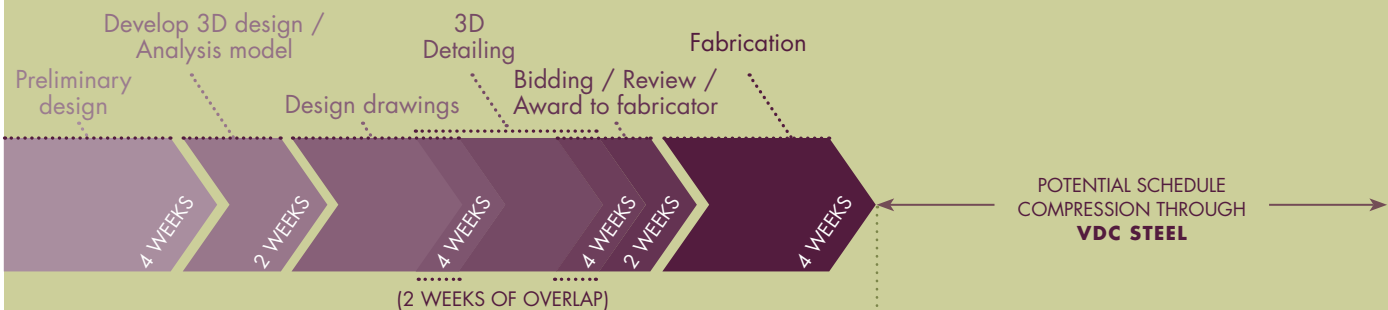 Develop 3D design /
Analysis model
3D
Detailing
Fabrication
Preliminary
design
Design drawings
Bidding / Review /
Award to fabricator
4 WEEKS
2 WEEKS
4 WEEKS
4 WEEKS
2 WEEKS
4 WEEKS
POTENTIAL SCHEDULE
COMPRESSION THROUGH
VDC STEEL
(2 WEEKS OF OVERLAP)